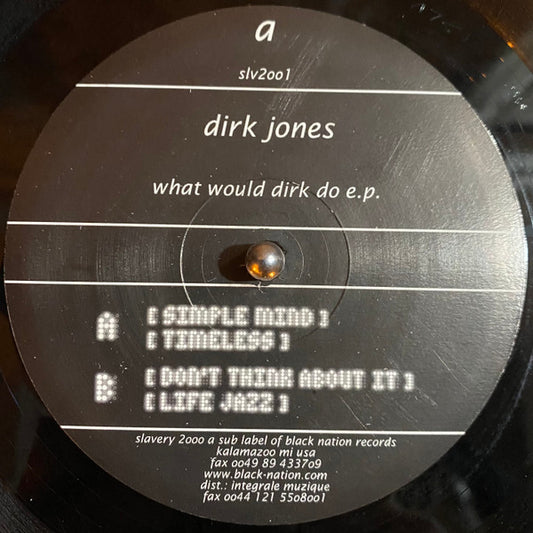 a
slv2oo1
dirk jones
what would dirk do e.p.
A [ SIMPLE MIND ]
[ TIMELESS ]
B [ DON'T THINK ABOUT IT ]
[ LIFE JAZZ ]
slavery 2ooo a sub label of black nation records
kalamazoo mi usa
fax oo49 89 4337o9
www.black-nation.com
dist.: integrale muzique
fax oo44 121 55o8oo1